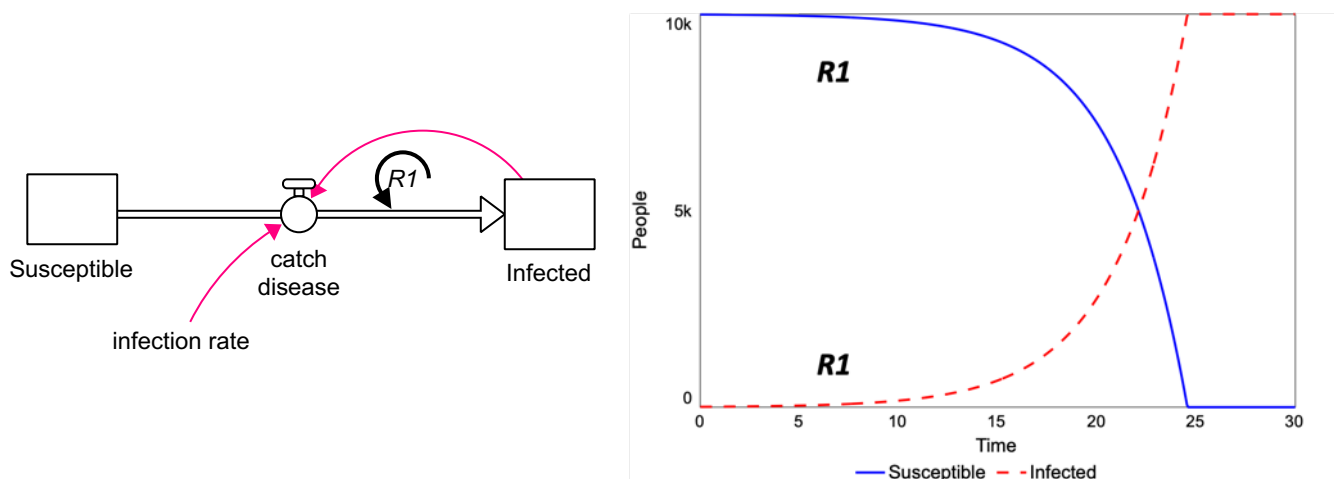 R1
Susceptible
catch
disease
Infected
infection rate
10k
R1
5k
People
R1
0
0 5 10 15 20 25 30
Time
Susceptible Infected